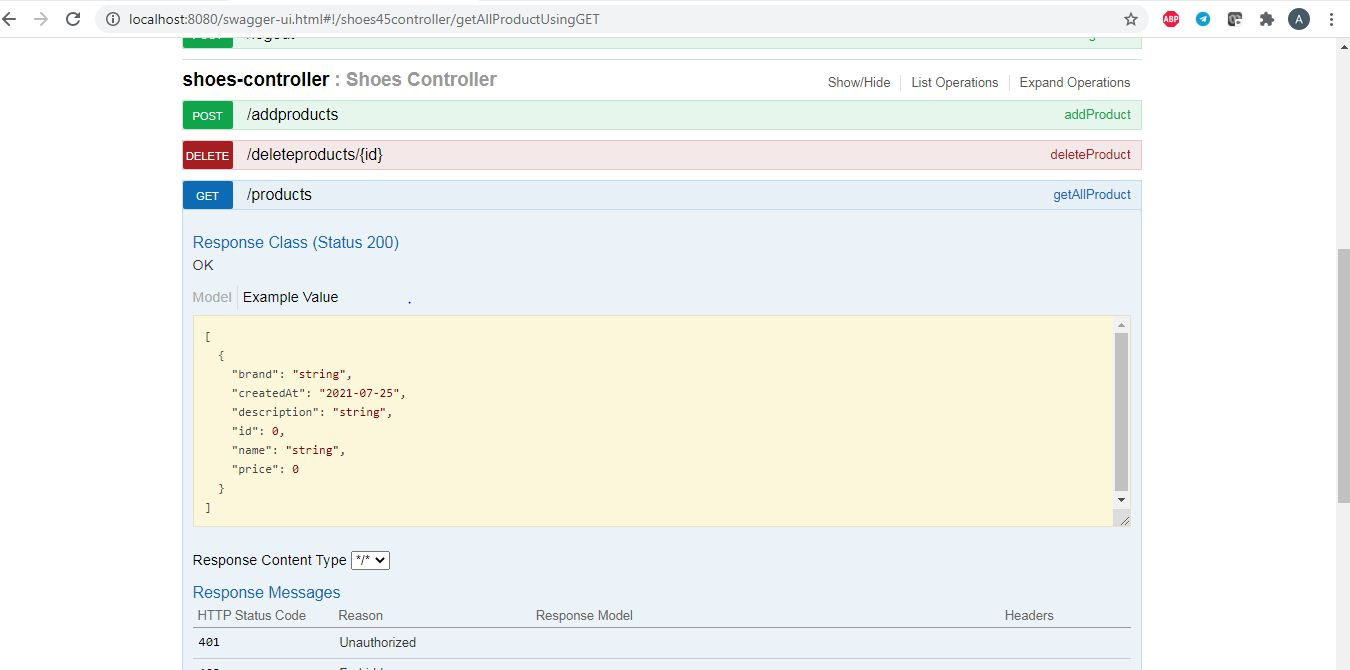 localhost:8080/swagger-ui.html#!/shoes45controller/getAllProductUsingGET
ABP
A
shoes-controller : Shoes Controller
Show/Hide
List Operations
Expand Operations
POST
/addproducts
addProduct
DELETE
/deleteproducts/{id}
deleteProduct
GET
/products
getAllProduct
Response Class (Status 200)
OK
Model
Example Value
[
{
"brand": "string",
"createdAt": "2021-07-25",
"description": "string",
"id": 0,
"name": "string",
"price": 0
}
]
Response Content Type */*
Response Messages
HTTP Status Code
Reason
Response Model
Headers
401
Unauthorized